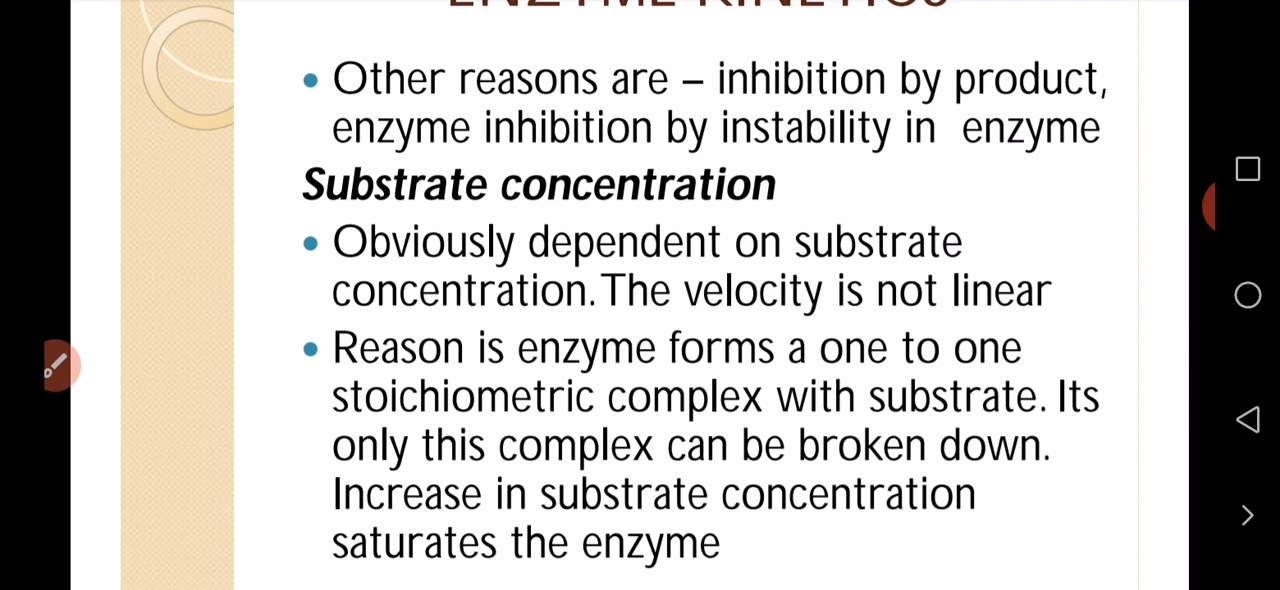 ENZYME KINETICS
• Other reasons are – inhibition by product,
enzyme inhibition by instability in enzyme
Substrate concentration
• Obviously dependent on substrate
concentration. The velocity is not linear
• Reason is enzyme forms a one to one
stoichiometric complex with substrate. Its
only this complex can be broken down.
Increase in substrate concentration
saturates the enzyme